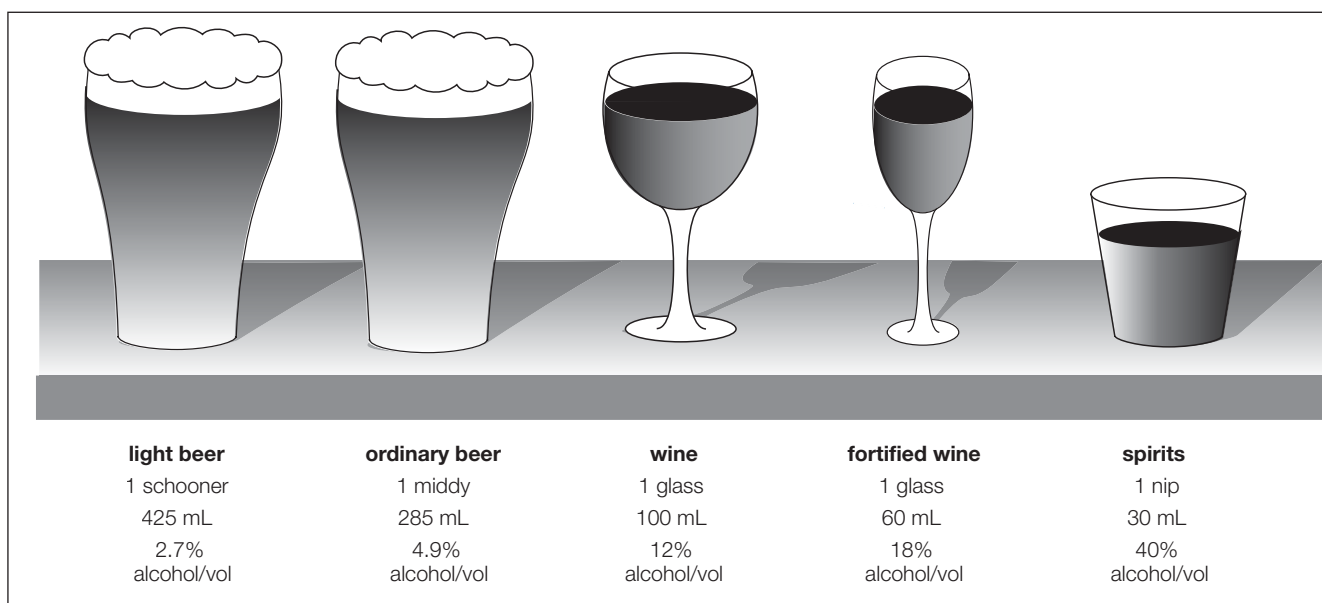 light beer
1 schooner
425 mL
2.7%
alcohol/vol
ordinary beer
1 middy
285 mL
4.9%
alcohol/vol
wine
1 glass
100 mL
12%
alcohol/vol
fortified wine
1 glass
60 mL
18%
alcohol/vol
spirits
1 nip
30 mL
40%
alcohol/vol